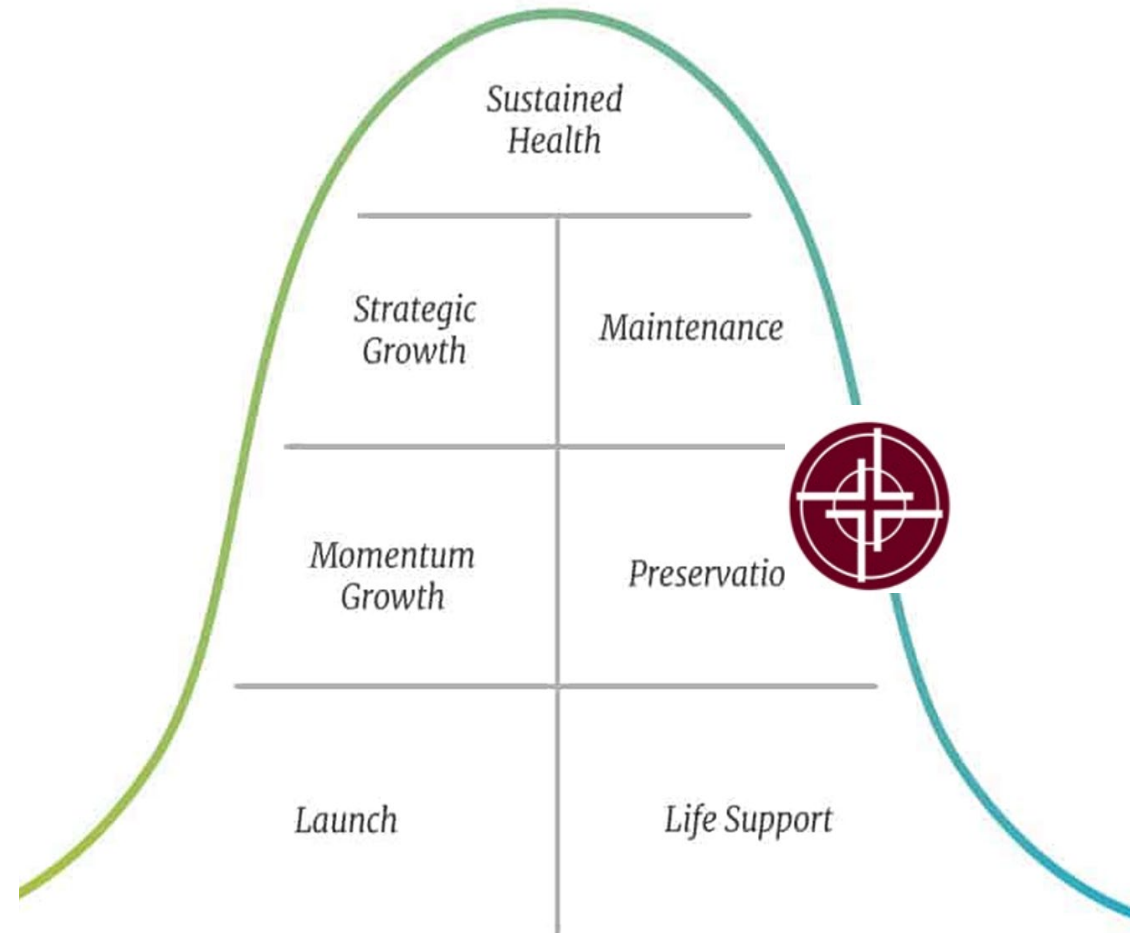 Sustained
Health
Strategic
Growth
Maintenance
Momentum
Growth
Preservatio
Launch
Life Support